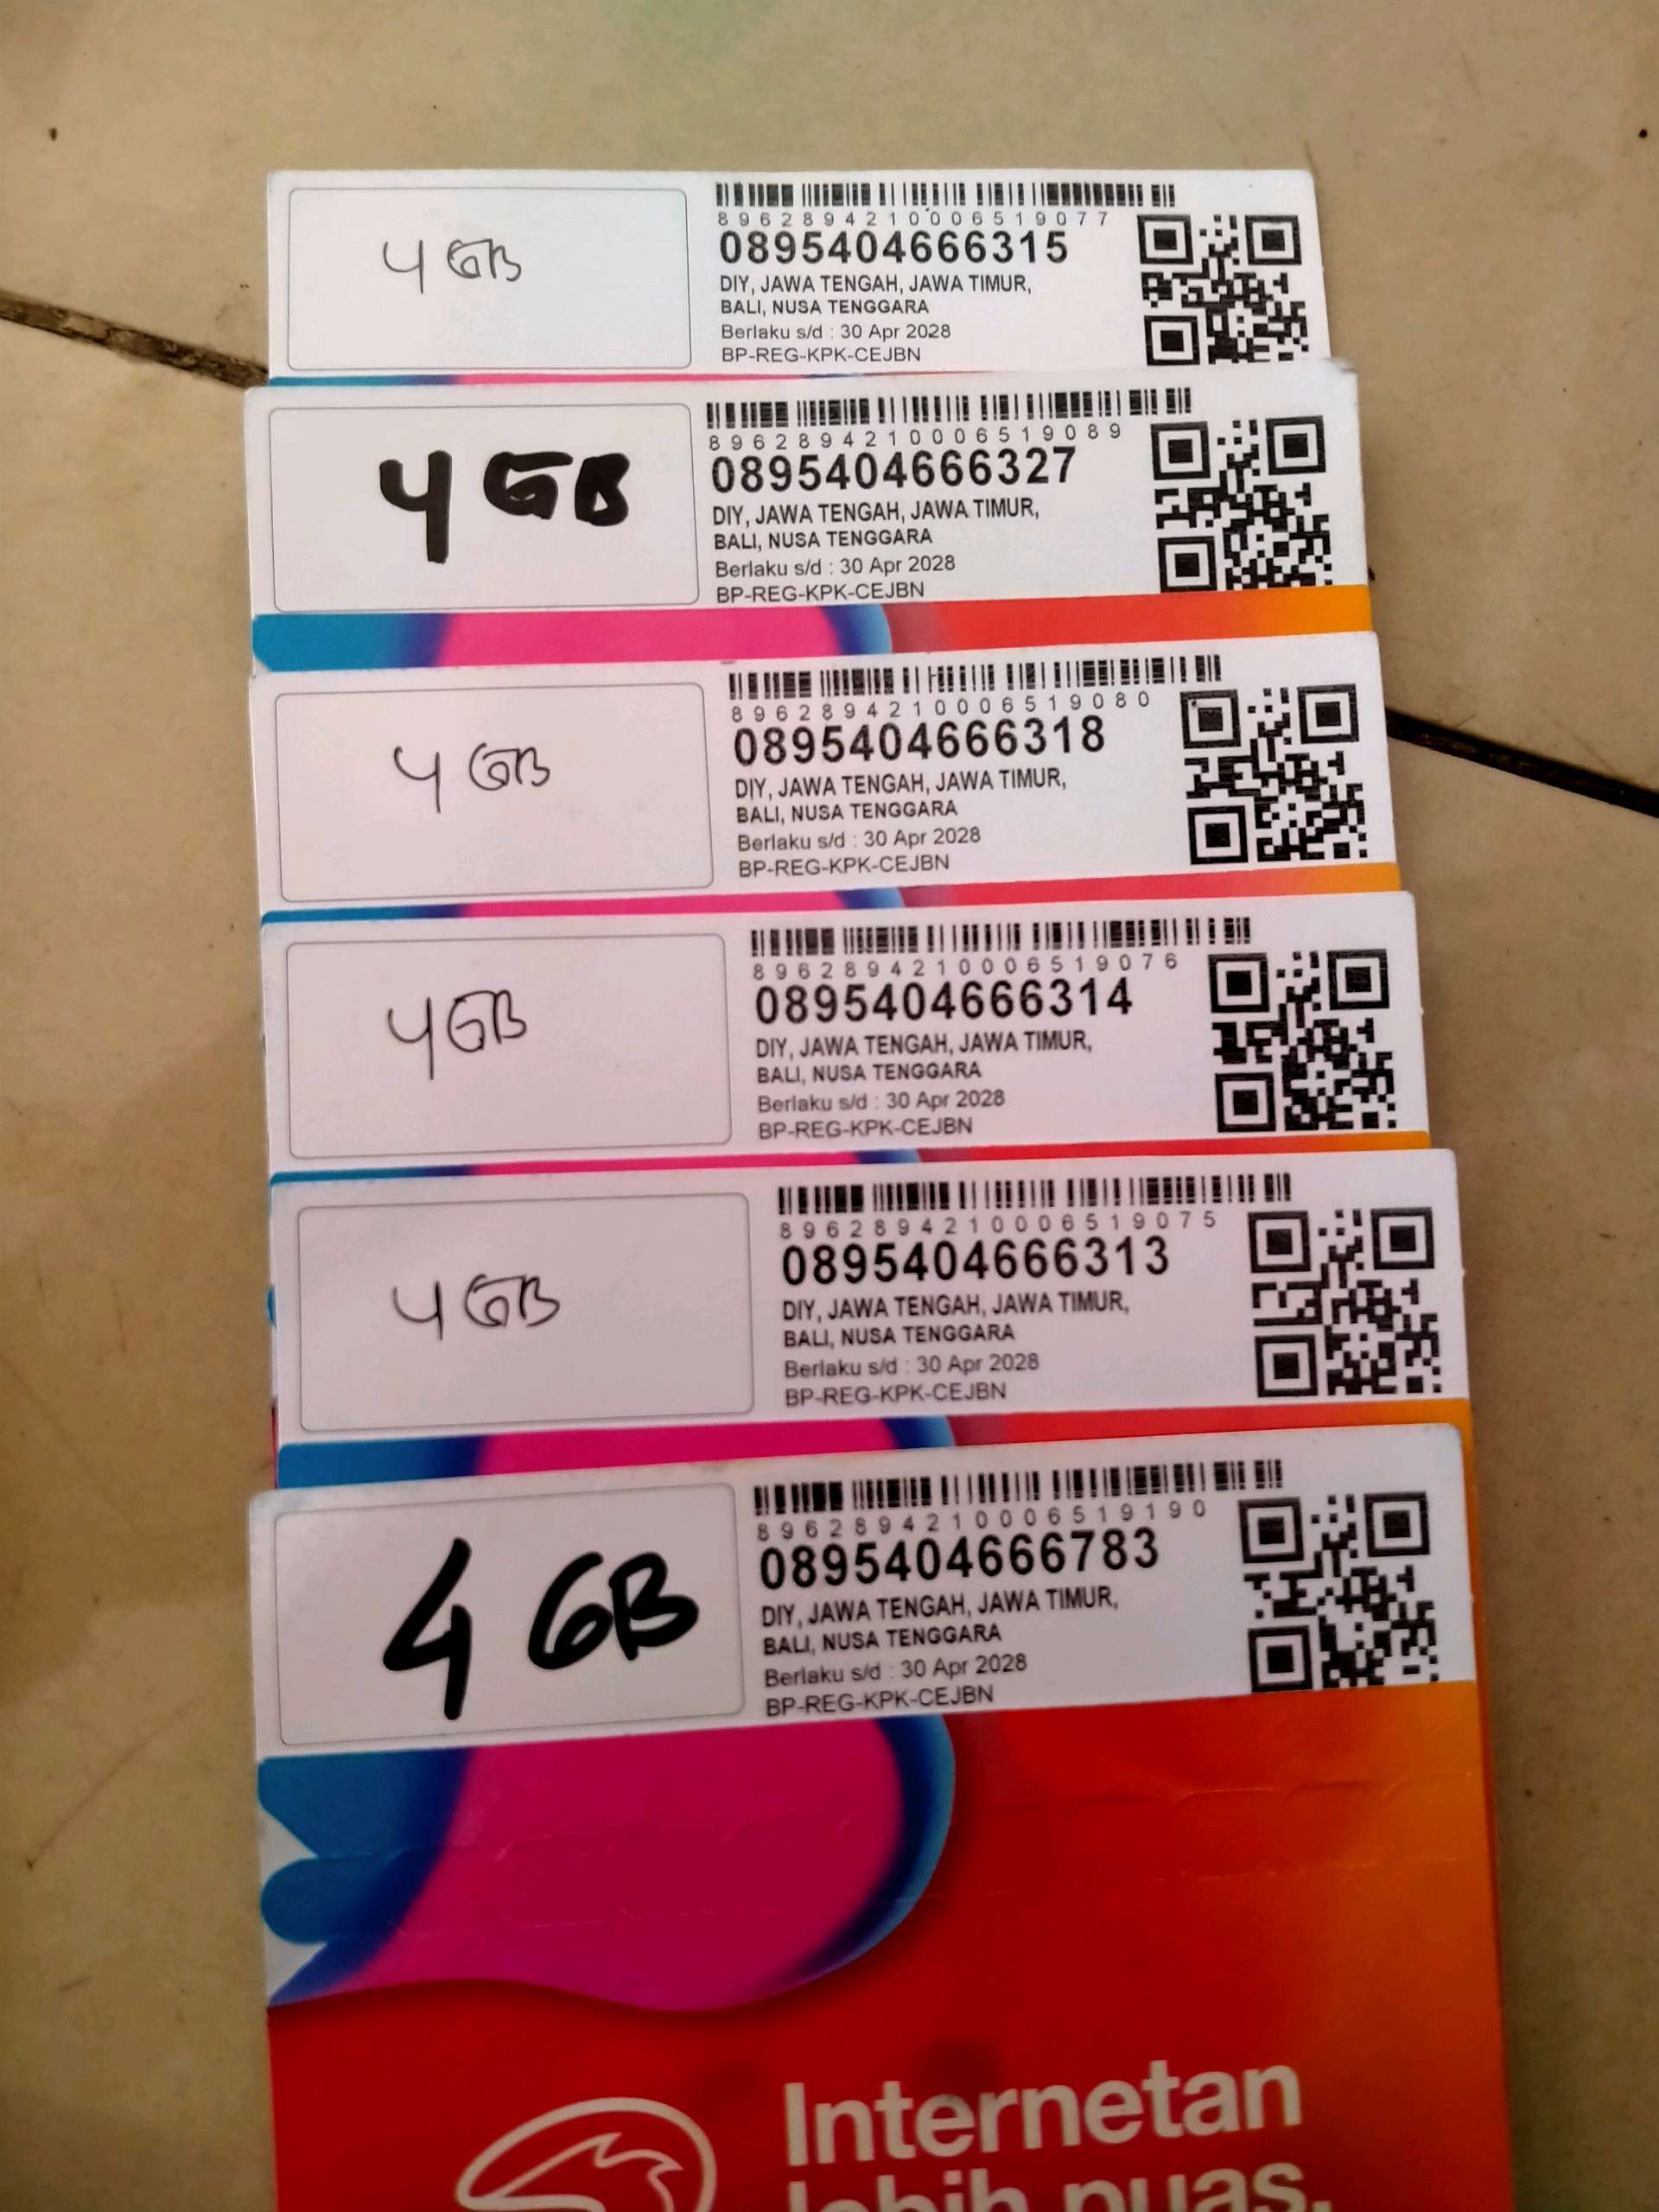 4 GB
8962894210006519077
0895404666315
DIY, JAWA TENGAH, JAWA TIMUR,
BALI, NUSA TENGGARA
Berlaku s/d : 30 Apr 2028
BP-REG-KPK-CEJBN
4 GB
8962894210006519089
0895404666327
DIY, JAWA TENGAH, JAWA TIMUR,
BALI, NUSA TENGGARA
Berlaku s/d : 30 Apr 2028
BP-REG-KPK-CEJBN
4 GB
8962894210006519080
0895404666318
DIY, JAWA TENGAH, JAWA TIMUR,
BALI, NUSA TENGGARA
Berlaku s/d : 30 Apr 2028
BP-REG-KPK-CEJBN
4 GB
8962894210006519076
0895404666314
DIY, JAWA TENGAH, JAWA TIMUR,
BALI, NUSA TENGGARA
Berlaku s/d : 30 Apr 2028
BP-REG-KPK-CEJBN
4 GB
8962894210006519075
0895404666313
DIY, JAWA TENGAH, JAWA TIMUR,
BALI, NUSA TENGGARA
Berlaku s/d : 30 Apr 2028
BP-REG-KPK-CEJBN
4 GB
8962894210006519190
0895404666783
DIY, JAWA TENGAH, JAWA TIMUR,
BALI, NUSA TENGGARA
Berlaku s/d : 30 Apr 2028
BP-REG-KPK-CEJBN
Internetan
lebih puas.